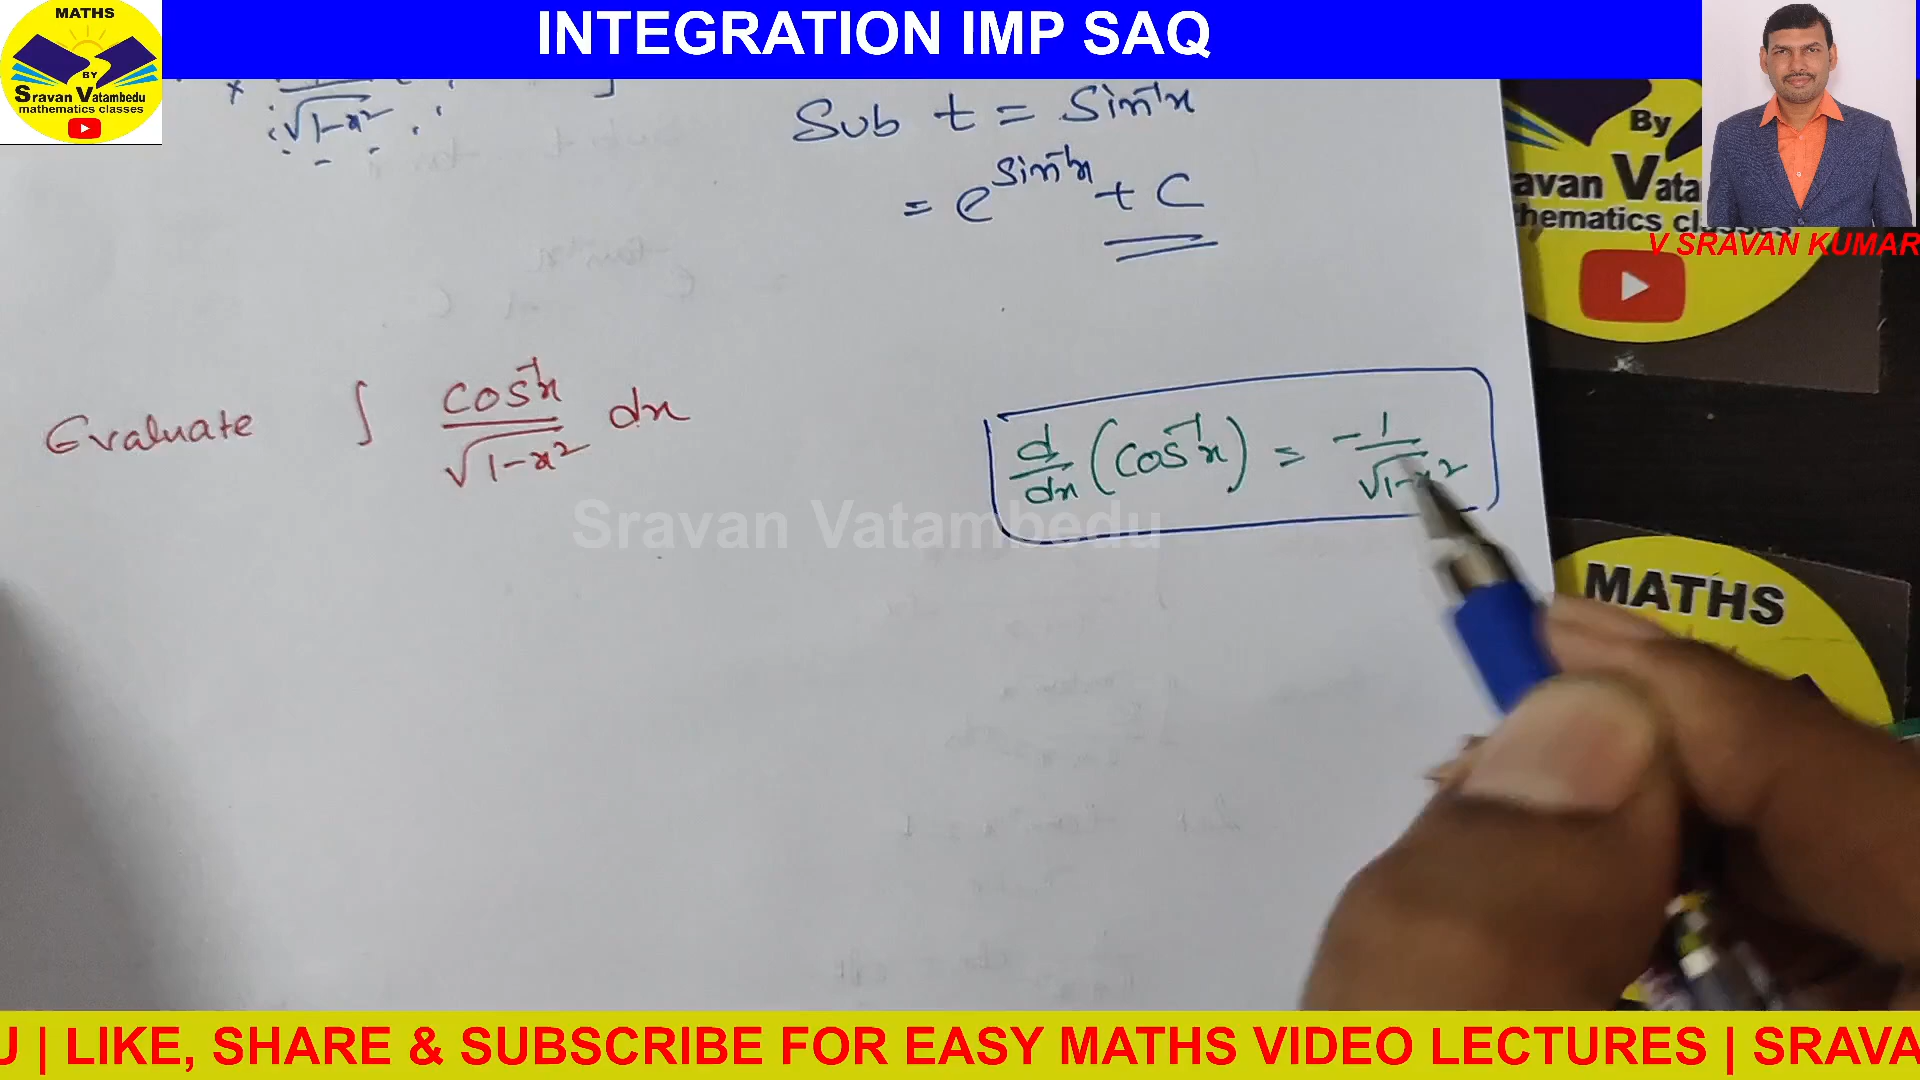 MATHS
BY
Sravan Vatambedu
mathematics classes
INTEGRATION IMP SAQ
√1-x²
Sub t = Sin⁻¹x
= e^Sin⁻¹x + C
By
avan Vata
hematics cl
V SRAVAN KUMAR
Evaluate ∫ Cos⁻¹x / √1-x² dx
d/dx (Cos⁻¹x) = -1/√1-x²
Sravan Vatambedu
MATHS
U | LIKE, SHARE & SUBSCRIBE FOR EASY MATHS VIDEO LECTURES | SRAVA